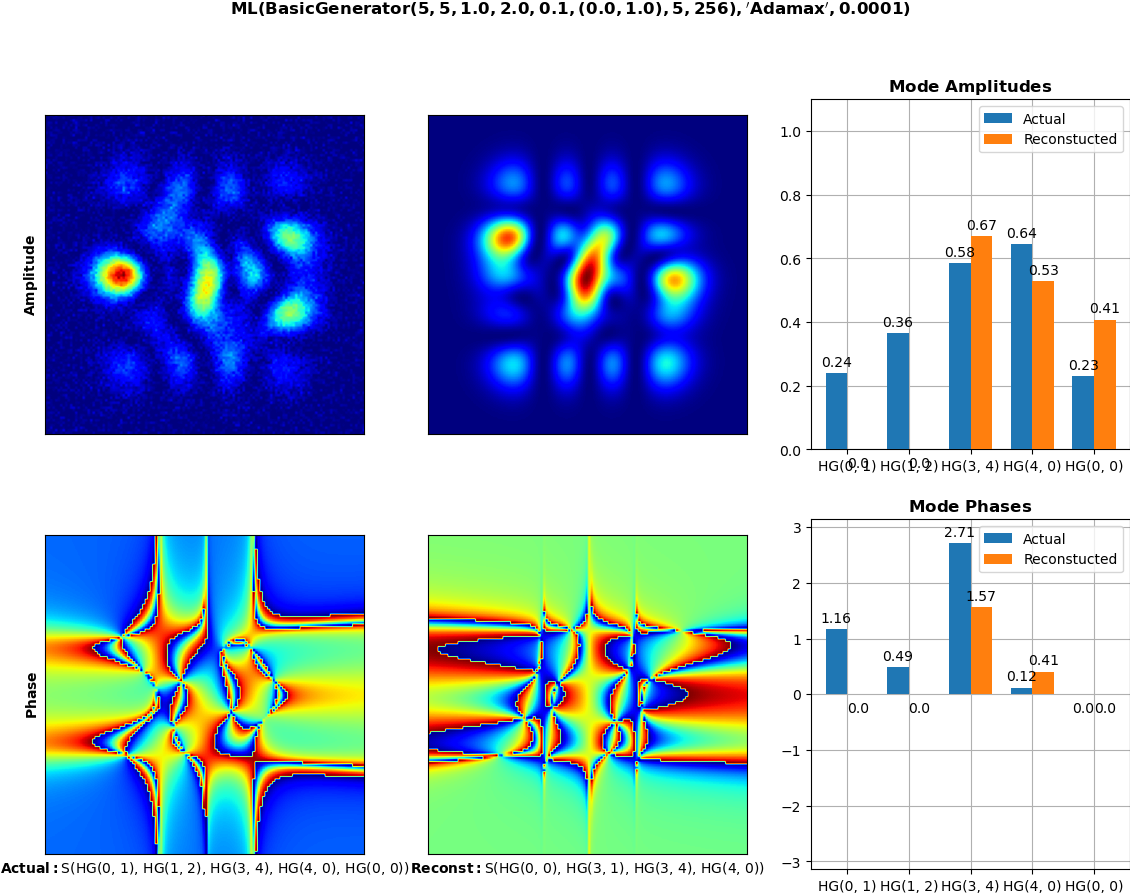 ML(BasicGenerator(5, 5, 1.0, 2.0, 0.1, (0.0, 1.0), 5, 256), ′Adamax′, 0.0001)
Amplitude
Mode Amplitudes
Actual
Reconstucted
1.0
0.8
0.6
0.4
0.2
0.0
0.24
0.36
0.58
0.64
0.23
0.0
0.0
0.67
0.53
0.41
HG(0, 1) HG(1, 2) HG(3, 4) HG(4, 0) HG(0, 0)
Phase
Mode Phases
Actual
Reconstucted
3
2
1
0
−1
−2
−3
1.16
0.49
2.71
0.12
0.0
0.0
0.0
1.57
0.41
0.0
HG(0, 1) HG(1, 2) HG(3, 4) HG(4, 0) HG(0, 0)
Actual: S(HG(0, 1), HG(1, 2), HG(3, 4), HG(4, 0), HG(0, 0))
Reconst: S(HG(0, 0), HG(3, 1), HG(3, 4), HG(4, 0))